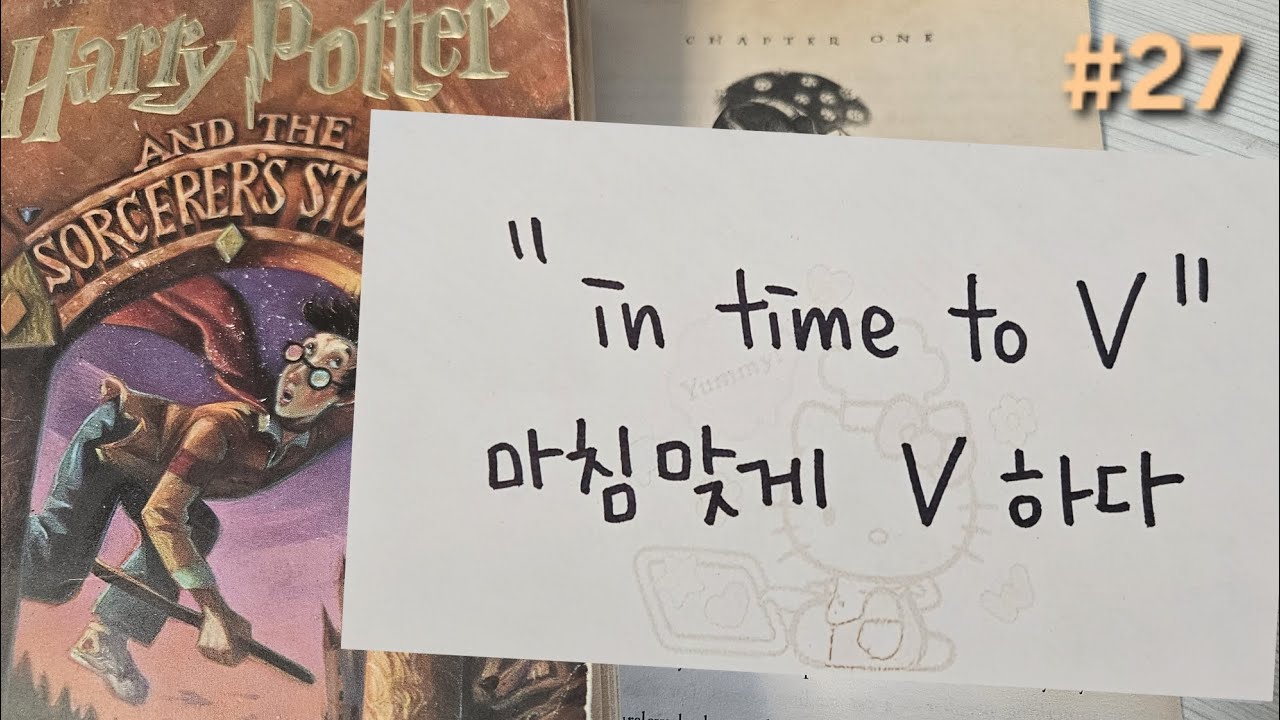 Harry Potter
AND THE
SORCERER'S STO
CHAPTER ONE
#27
"in time to V"
Yummy!
마침맞게 V 하다